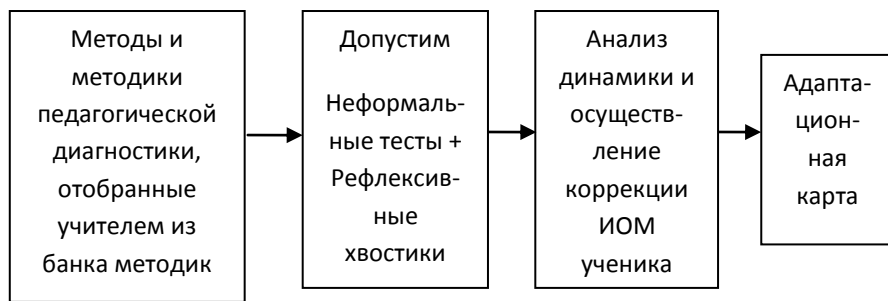 Методы и
методики
педагогической
диагностики,
отобранные
учителем из
банка методик
Допустим
Неформаль-
ные тесты +
Рефлексив-
ные
хвостики
Анализ
динамики и
осуществ-
ление
коррекции
ИОМ
ученика
Адапта-
цион-
ная
карта